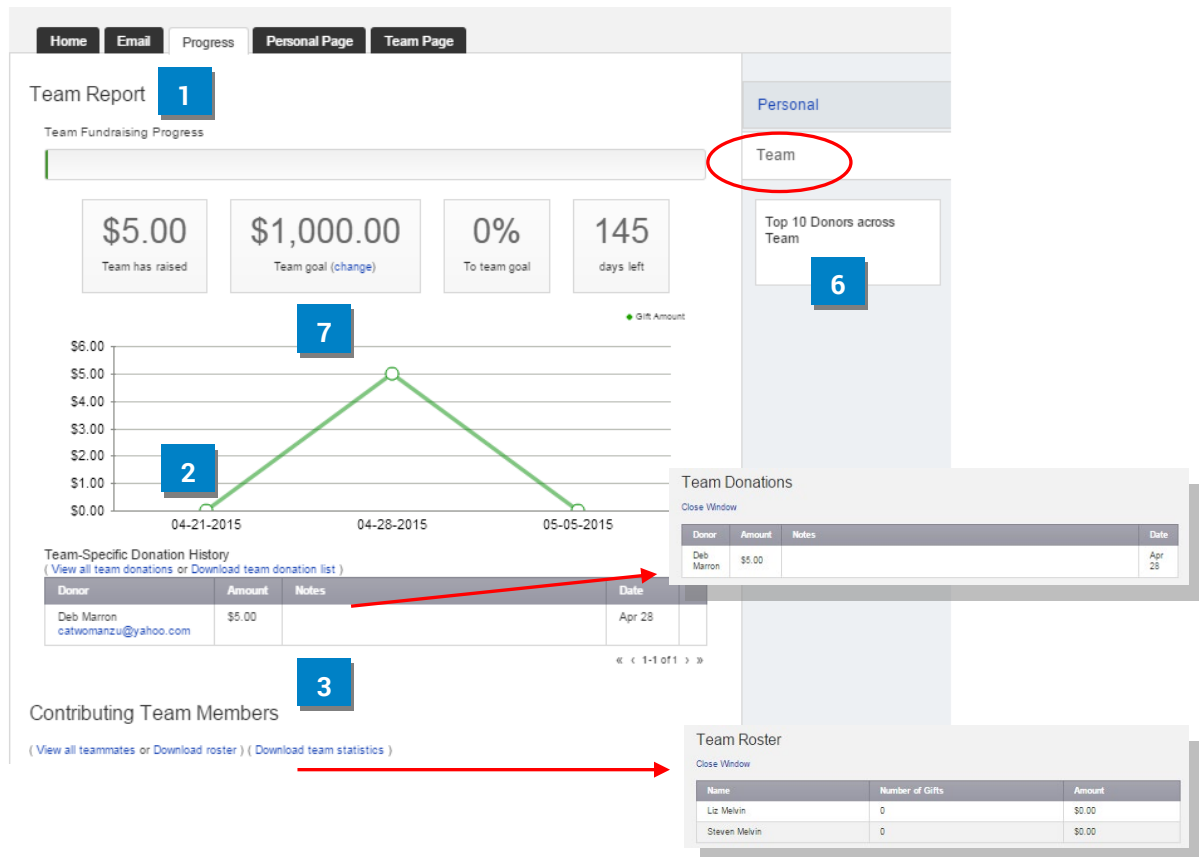 Home Email Progress Personal Page Team Page
Team Report 1
Team Fundraising Progress
$5.00 $1,000.00 0% 145
Team has raised Team goal (change) To team goal days left
7
Gift Amount
$6.00
$5.00
$4.00
$3.00
$2.00
$1.00
$0.00
2
04-21-2015 04-28-2015 05-05-2015
Team-Specific Donation History
( View all team donations or Download team donation list )
Donor Amount Notes Date
Deb Marron $5.00 Apr 28
catwomanzu@yahoo.com
« ‹ 1-1 of 1 › »
3
Contributing Team Members
( View all teammates or Download roster ) ( Download team statistics )
Personal
Team
Top 10 Donors across
Team
6
Team Donations
Close Window
Donor Amount Notes Date
Deb Marron $5.00 Apr 28
Team Roster
Close Window
Name Number of Gifts Amount
Liz Melvin 0 $0.00
Steven Melvin 0 $0.00